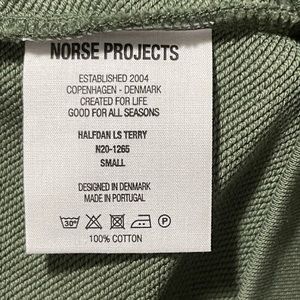 NORSE PROJECTS
ESTABLISHED 2004
COPENHAGEN - DENMARK
CREATED FOR LIFE
GOOD FOR ALL SEASONS
HALFDAN LS TERRY
N20-1265
SMALL
DESIGNED IN DENMARK
MADE IN PORTUGAL
30° P
100% COTTON